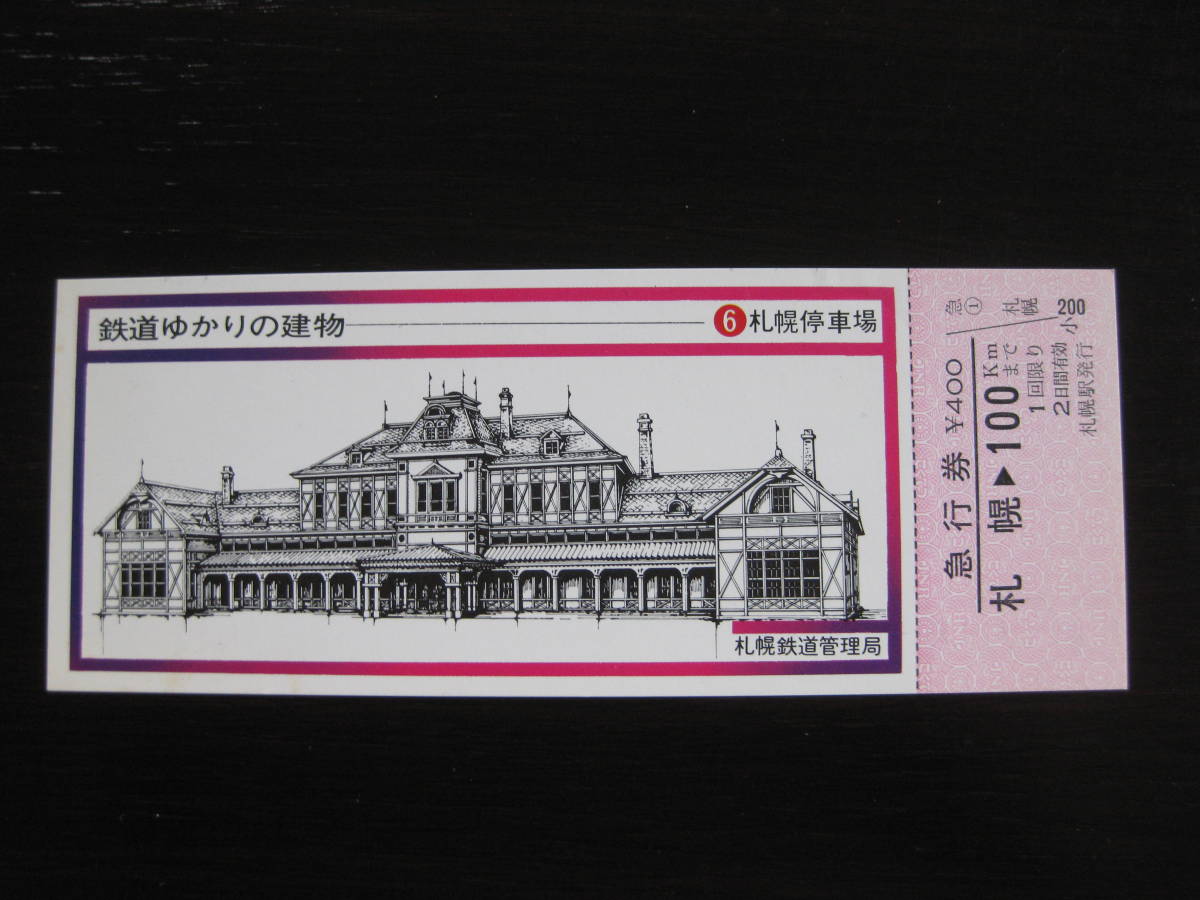 鉄道ゆかりの建物
6 札幌停車場
札幌鉄道管理局
急行券 ¥400
急① 札幌
札幌▶100Kmまで
1回限り
2日間有効
札幌駅発行
200
小